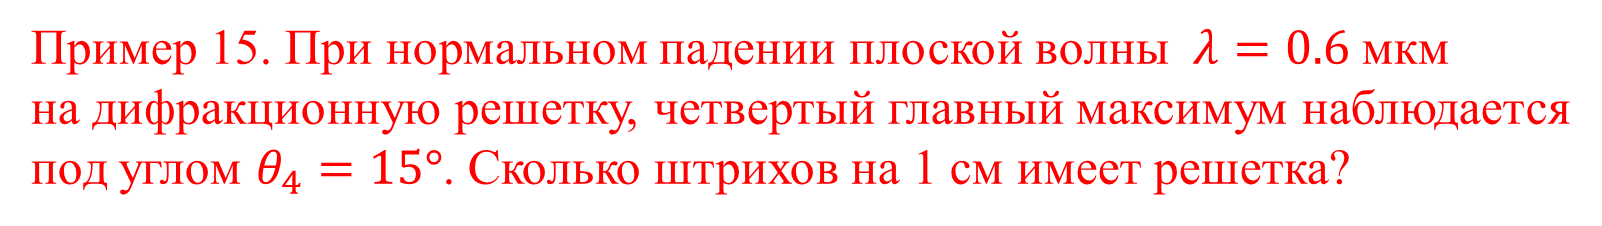 Пример 15. При нормальном падении плоской волны λ = 0.6 мкм
на дифракционную решетку, четвертый главный максимум наблюдается
под углом θ₄ = 15°. Сколько штрихов на 1 см имеет решетка?